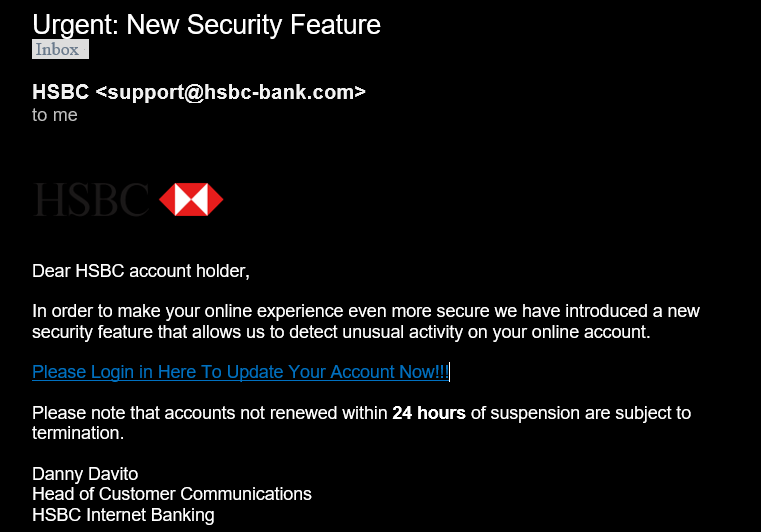 Urgent: New Security Feature
Inbox
HSBC <support@hsbc-bank.com>
to me
HSBC
Dear HSBC account holder,
In order to make your online experience even more secure we have introduced a new
security feature that allows us to detect unusual activity on your online account.
Please Login in Here To Update Your Account Now!!!
Please note that accounts not renewed within 24 hours of suspension are subject to
termination.
Danny Davito
Head of Customer Communications
HSBC Internet Banking